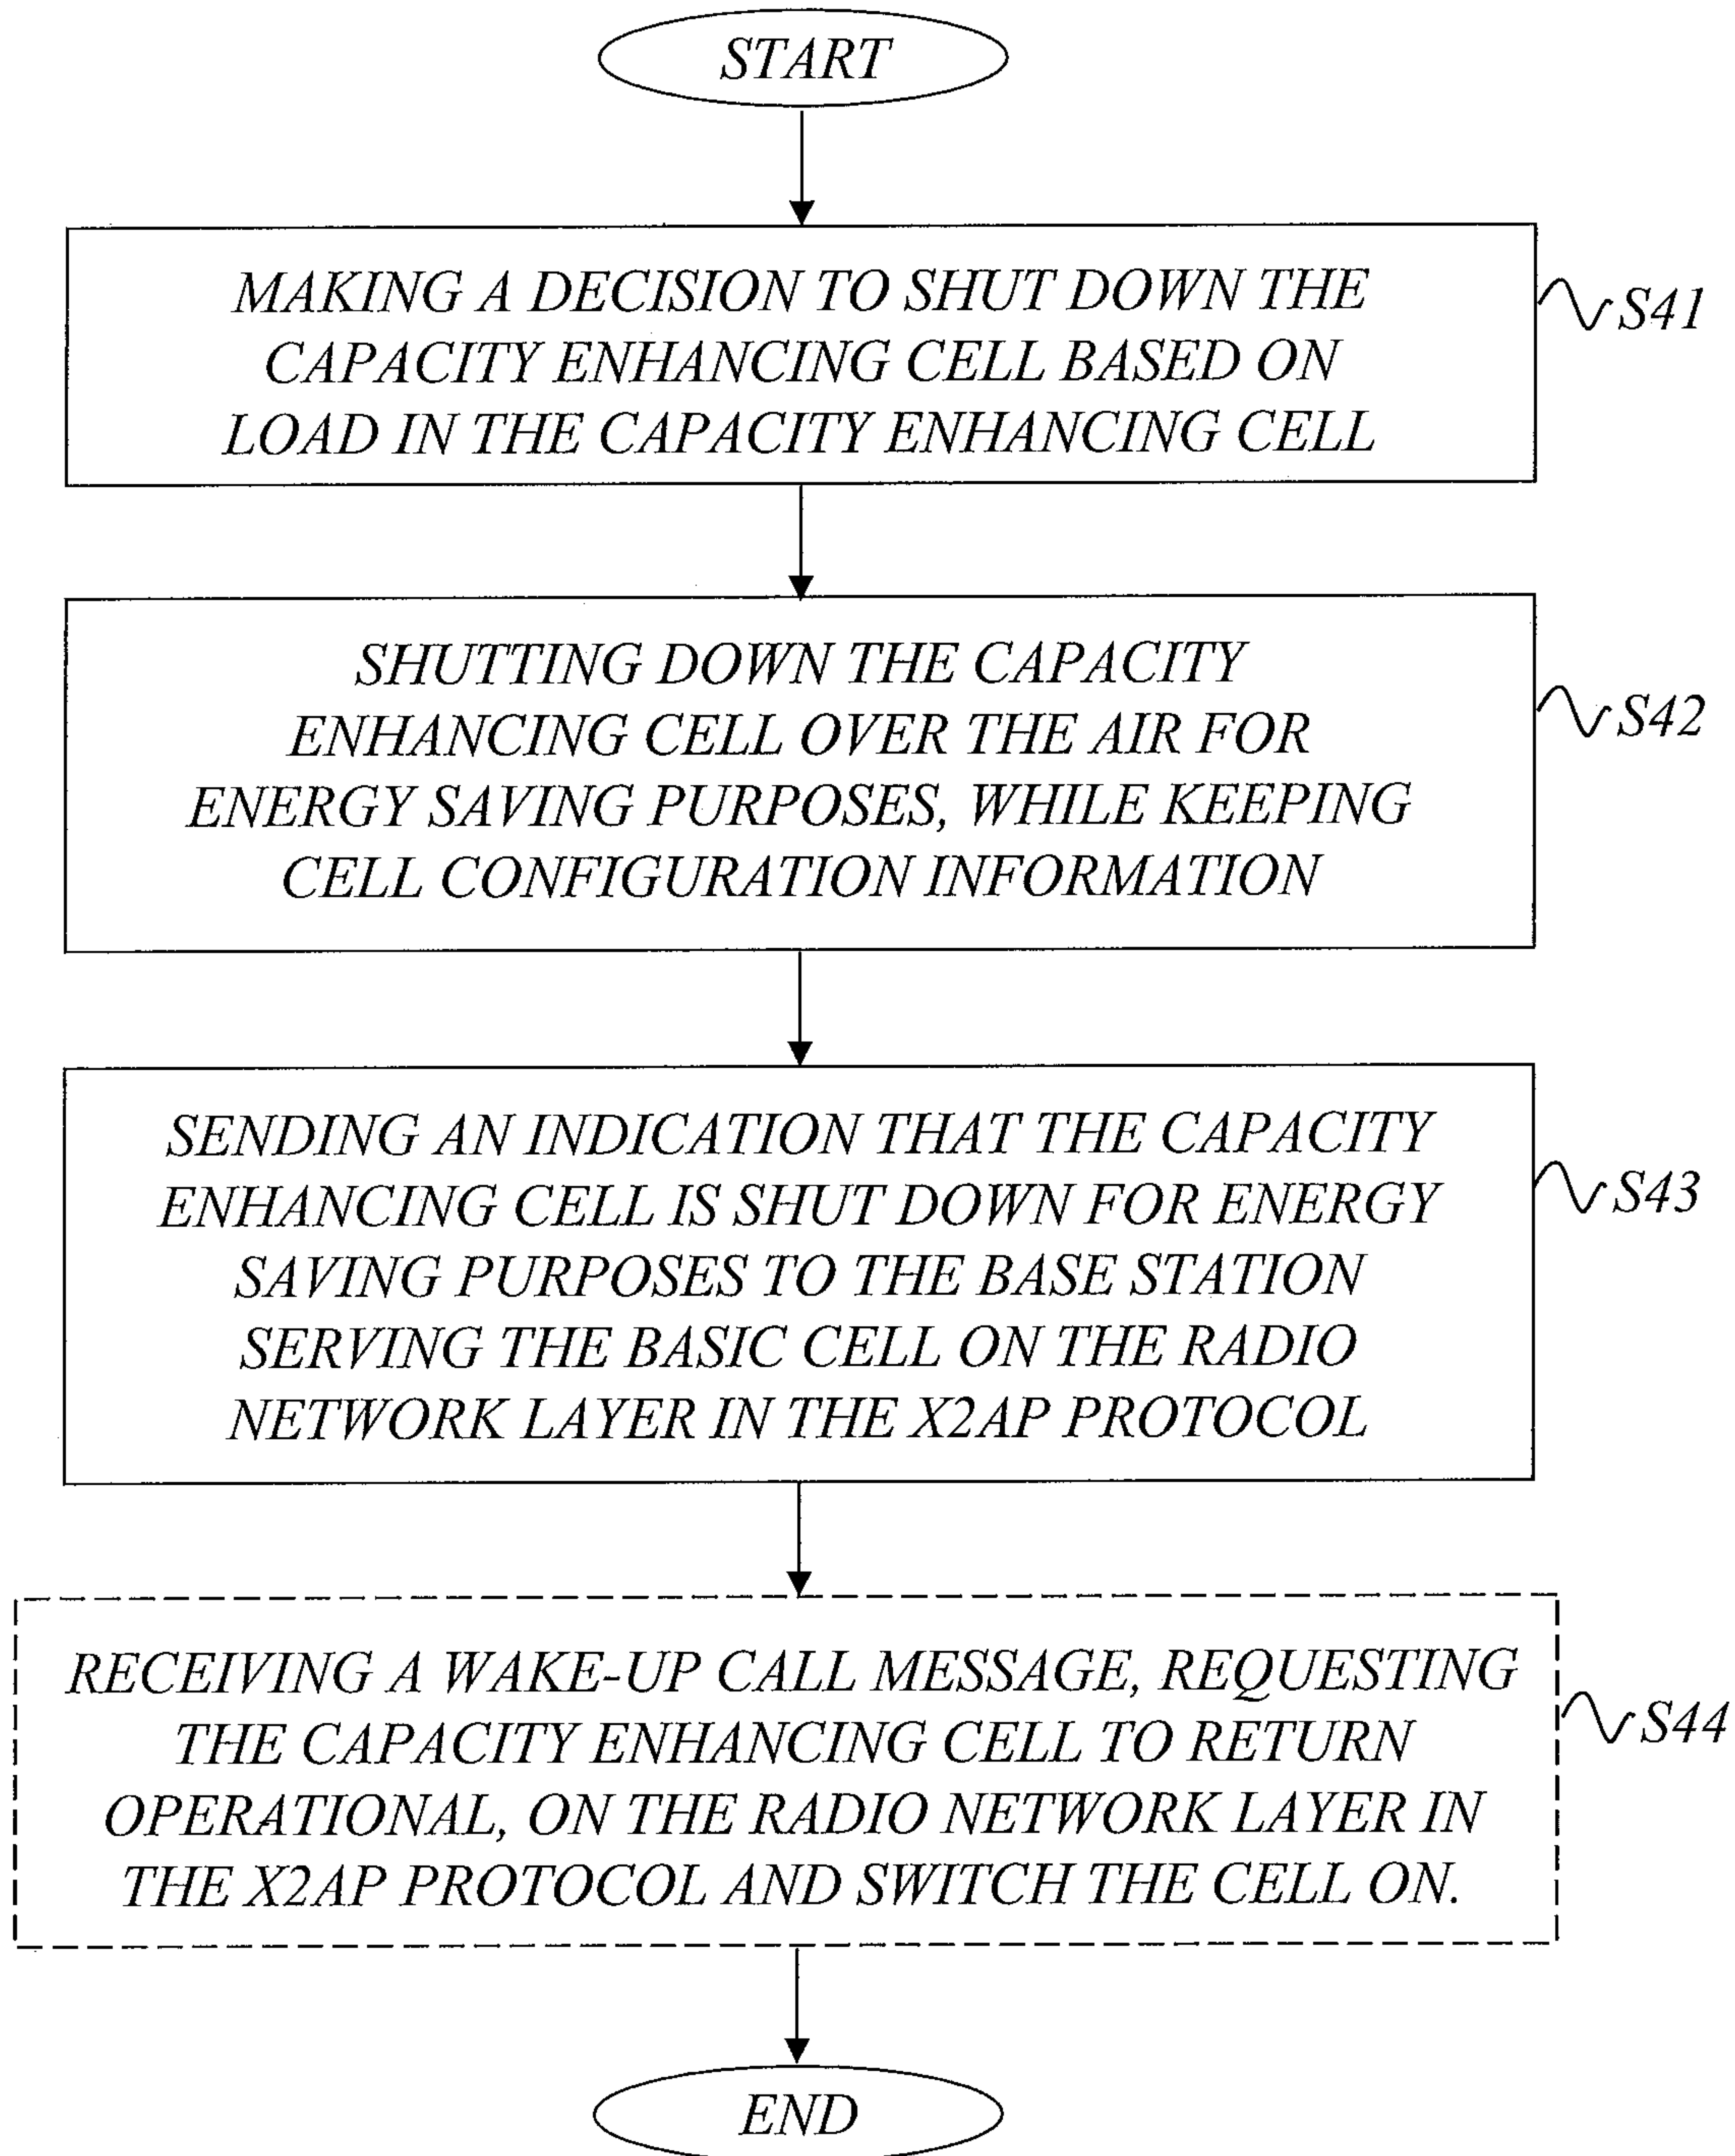 START
MAKING A DECISION TO SHUT DOWN THE
CAPACITY ENHANCING CELL BASED ON
LOAD IN THE CAPACITY ENHANCING CELL
S41
SHUTTING DOWN THE CAPACITY
ENHANCING CELL OVER THE AIR FOR
ENERGY SAVING PURPOSES, WHILE KEEPING
CELL CONFIGURATION INFORMATION
S42
SENDING AN INDICATION THAT THE CAPACITY
ENHANCING CELL IS SHUT DOWN FOR ENERGY
SAVING PURPOSES TO THE BASE STATION
SERVING THE BASIC CELL ON THE RADIO
NETWORK LAYER IN THE X2AP PROTOCOL
S43
RECEIVING A WAKE-UP CALL MESSAGE, REQUESTING
THE CAPACITY ENHANCING CELL TO RETURN
OPERATIONAL, ON THE RADIO NETWORK LAYER IN
THE X2AP PROTOCOL AND SWITCH THE CELL ON.
S44
END